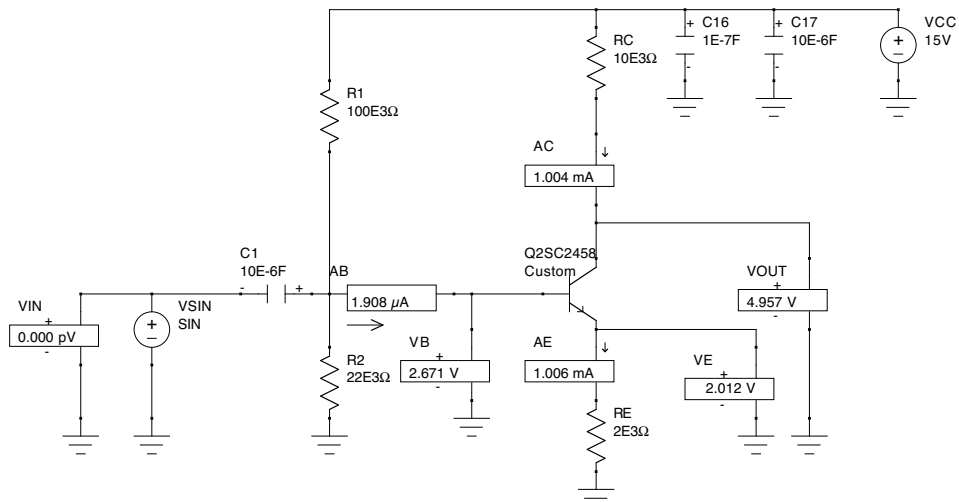 RC
10E3Ω
+ C16
1E-7F
-
+ C17
10E-6F
-
VCC
15V
+
−
R1
100E3Ω
AC
1.004 mA
C1
10E-6F
- +
AB
1.908 µA
Q2SC2458
Custom
VOUT
+
4.957 V
-
VIN
+
0.000 pV
-
VSIN
SIN
+
−
R2
22E3Ω
VB
+
2.671 V
-
AE
1.006 mA
VE
+
2.012 V
-
RE
2E3Ω